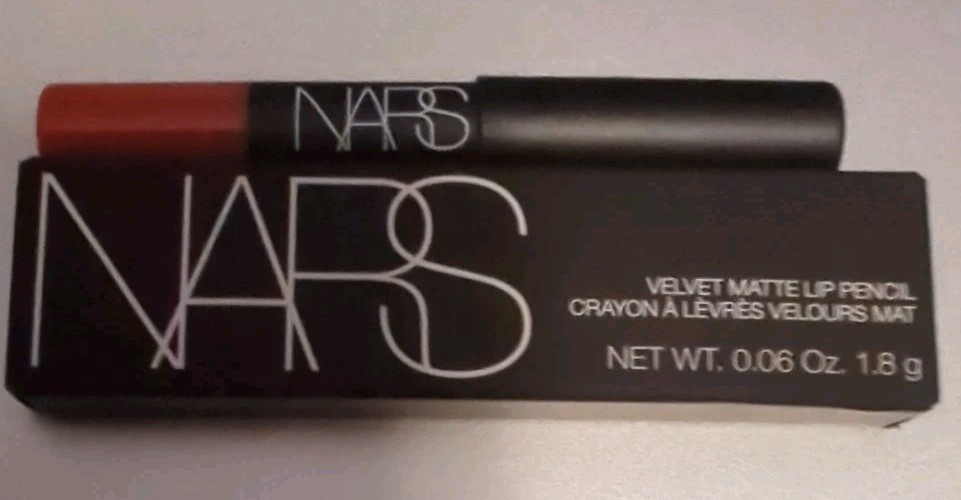 NARS
NARS
VELVET MATTE LIP PENCIL
CRAYON À LÈVRES VELOURS MAT
NET WT. 0.06 Oz. 1.8 g